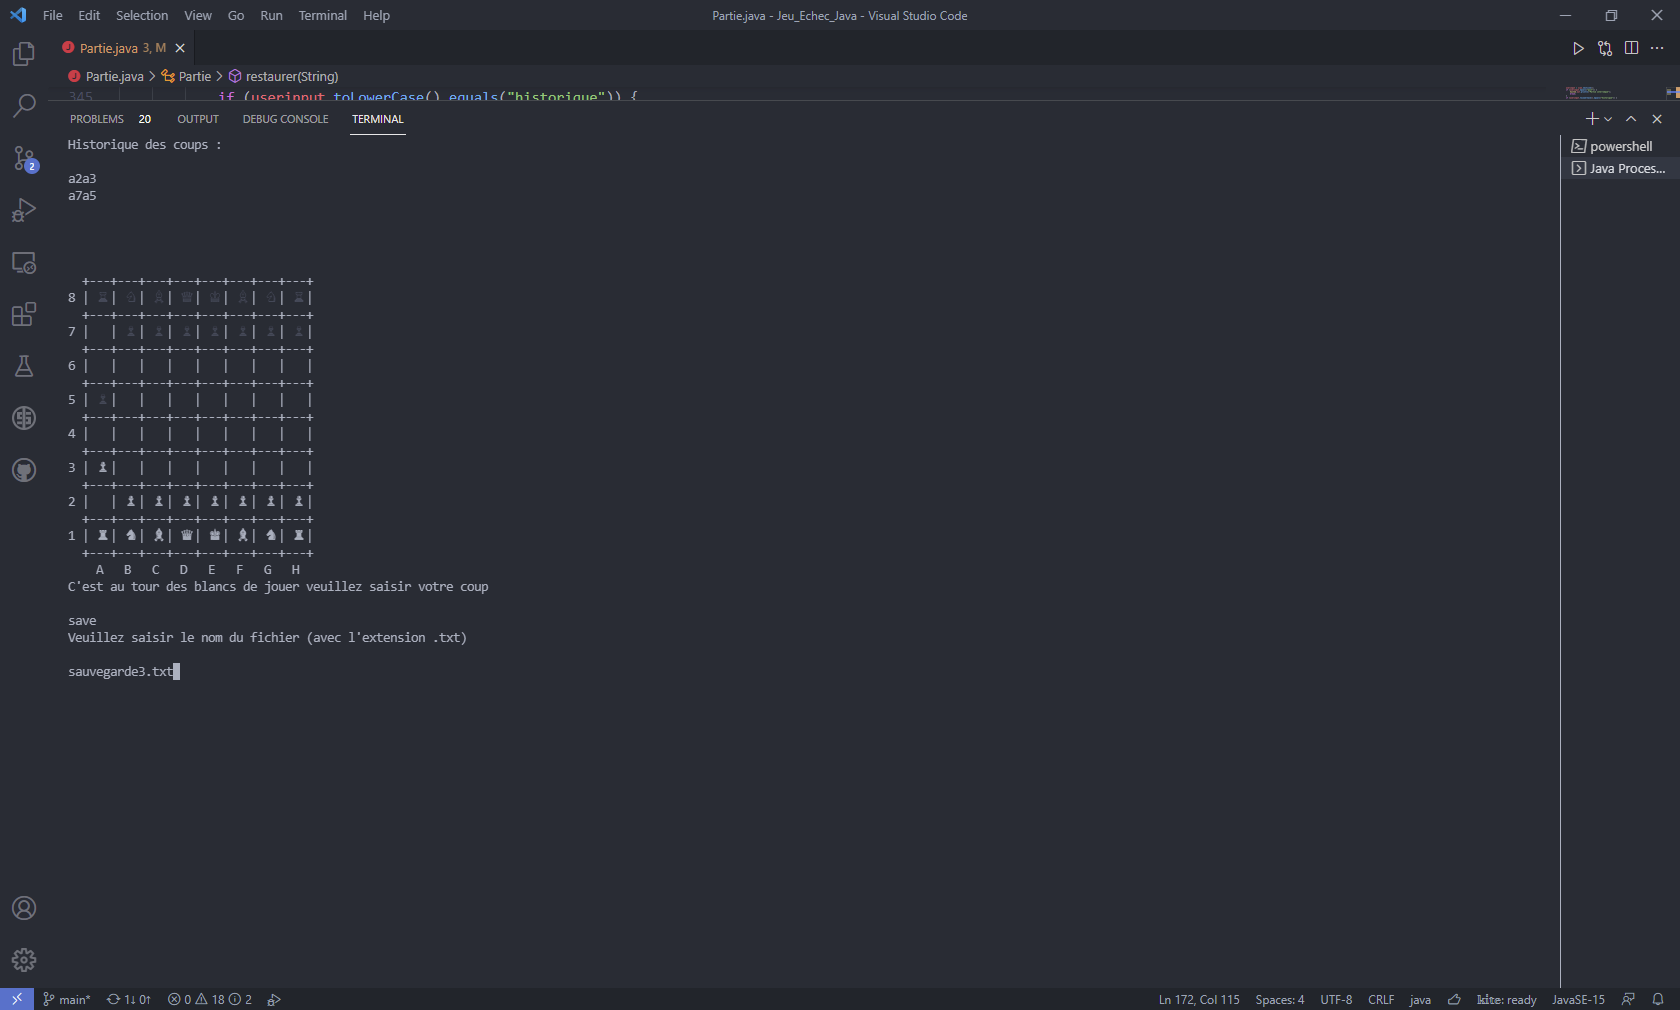 File Edit Selection View Go Run Terminal Help
Partie.java - Jeu_Echec_Java - Visual Studio Code
Partie.java 3, M
Partie.java > Partie > restaurer(String)
345 if (userinput.toLowerCase().equals("historique")) {
PROBLEMS 20 OUTPUT DEBUG CONSOLE TERMINAL
powershell
Java Proces...
2
Historique des coups :
a2a3
a7a5
+---+---+---+---+---+---+---+---+
8 | ♜| ♞| ♝| ♛| ♚| ♝| ♞| ♜|
+---+---+---+---+---+---+---+---+
7 |   | ♟| ♟| ♟| ♟| ♟| ♟| ♟|
+---+---+---+---+---+---+---+---+
6 |   |   |   |   |   |   |   |   |
+---+---+---+---+---+---+---+---+
5 | ♟|   |   |   |   |   |   |   |
+---+---+---+---+---+---+---+---+
4 |   |   |   |   |   |   |   |   |
+---+---+---+---+---+---+---+---+
3 | ♟|   |   |   |   |   |   |   |
+---+---+---+---+---+---+---+---+
2 |   | ♟| ♟| ♟| ♟| ♟| ♟| ♟|
+---+---+---+---+---+---+---+---+
1 | ♜| ♞| ♝| ♛| ♚| ♝| ♞| ♜|
+---+---+---+---+---+---+---+---+
A B C D E F G H
C'est au tour des blancs de jouer veuillez saisir votre coup
save
Veuillez saisir le nom du fichier (avec l'extension .txt)
sauvegarde3.txt
main* 1↓ 0↑ 0 18 2
Ln 172, Col 115 Spaces: 4 UTF-8 CRLF java kite: ready JavaSE-15